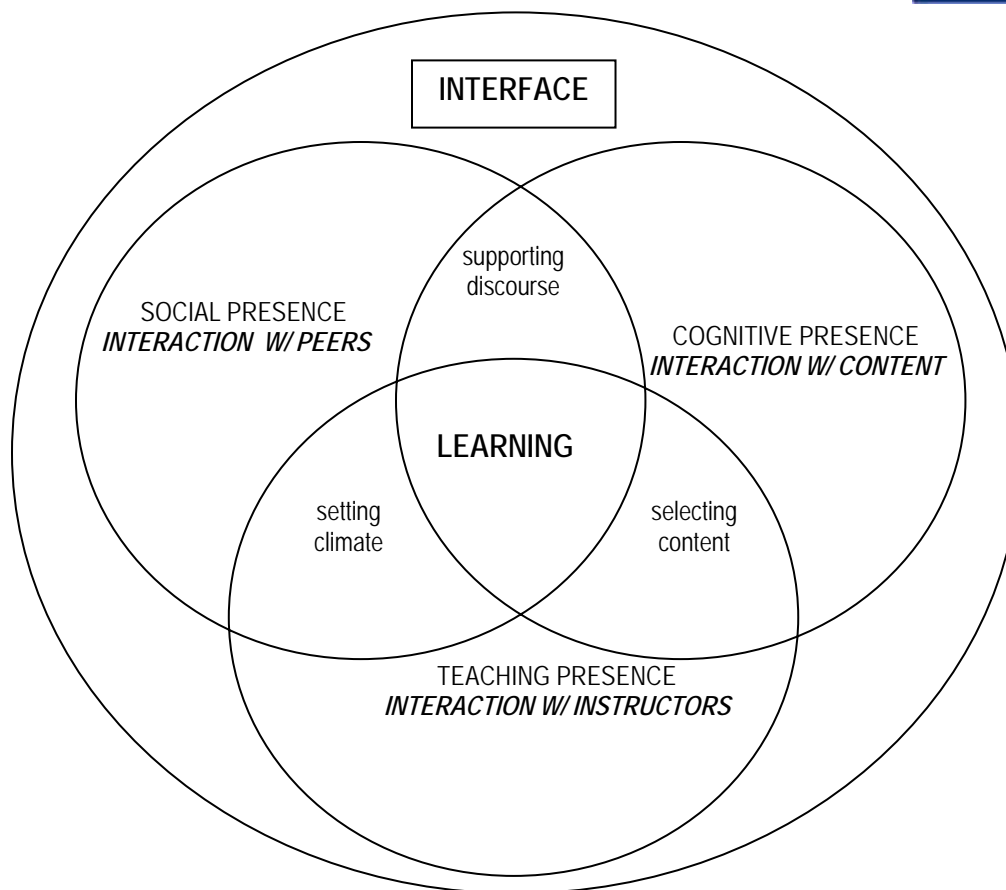 INTERFACE
supporting
discourse
SOCIAL PRESENCE
INTERACTION W/ PEERS
COGNITIVE PRESENCE
INTERACTION W/ CONTENT
LEARNING
setting
climate
selecting
content
TEACHING PRESENCE
INTERACTION W/ INSTRUCTORS